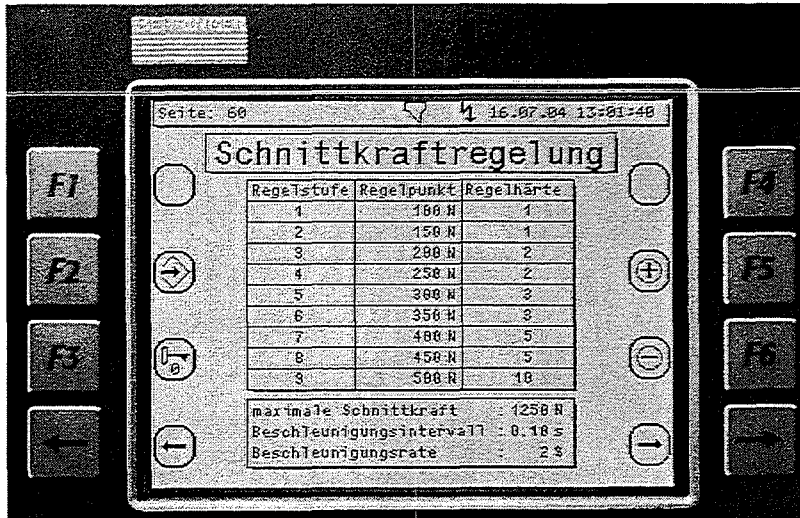 Seite: 60 16.07.04 13:01:40
Schnittkraftregelung
Regelstufe Regelpunkt Regelhärte
1 100 N 1
2 150 N 1
3 200 N 2
4 250 N 2
5 300 N 3
6 350 N 3
7 400 N 5
8 450 N 5
9 500 N 10
maximale Schnittkraft : 1250 N
Beschleunigungsintervall : 0.10 s
Beschleunigungsrate : 2
F1
F2
F3
F4
F5
F6
0